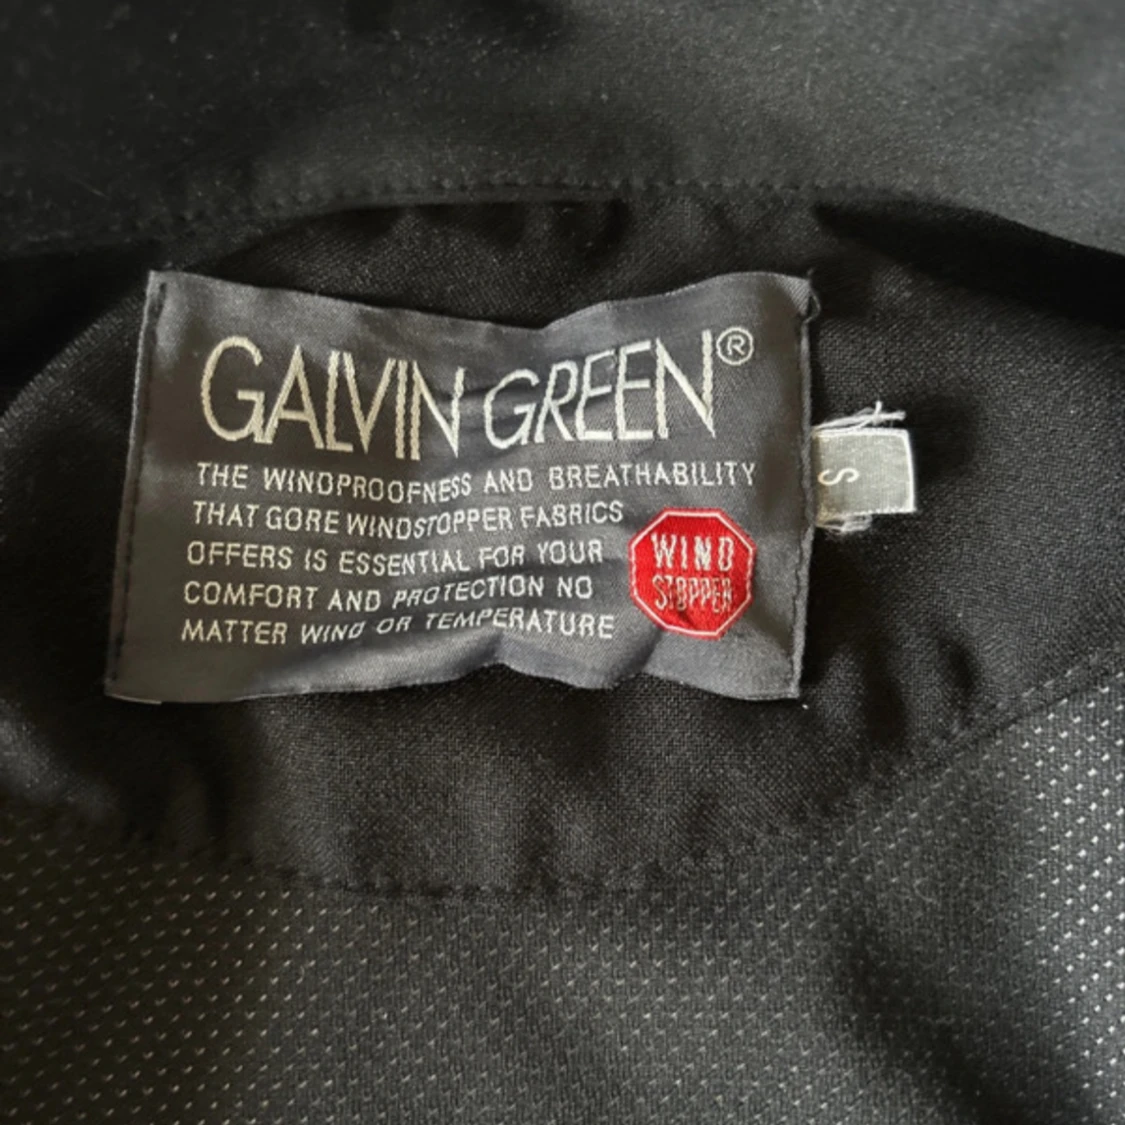 GALVIN GREEN®
THE WINDPROOFNESS AND BREATHABILITY
THAT GORE WINDSTOPPER FABRICS
OFFERS IS ESSENTIAL FOR YOUR
COMFORT AND PROTECTION NO
MATTER WIND OR TEMPERATURE
WIND
STOPPER
S